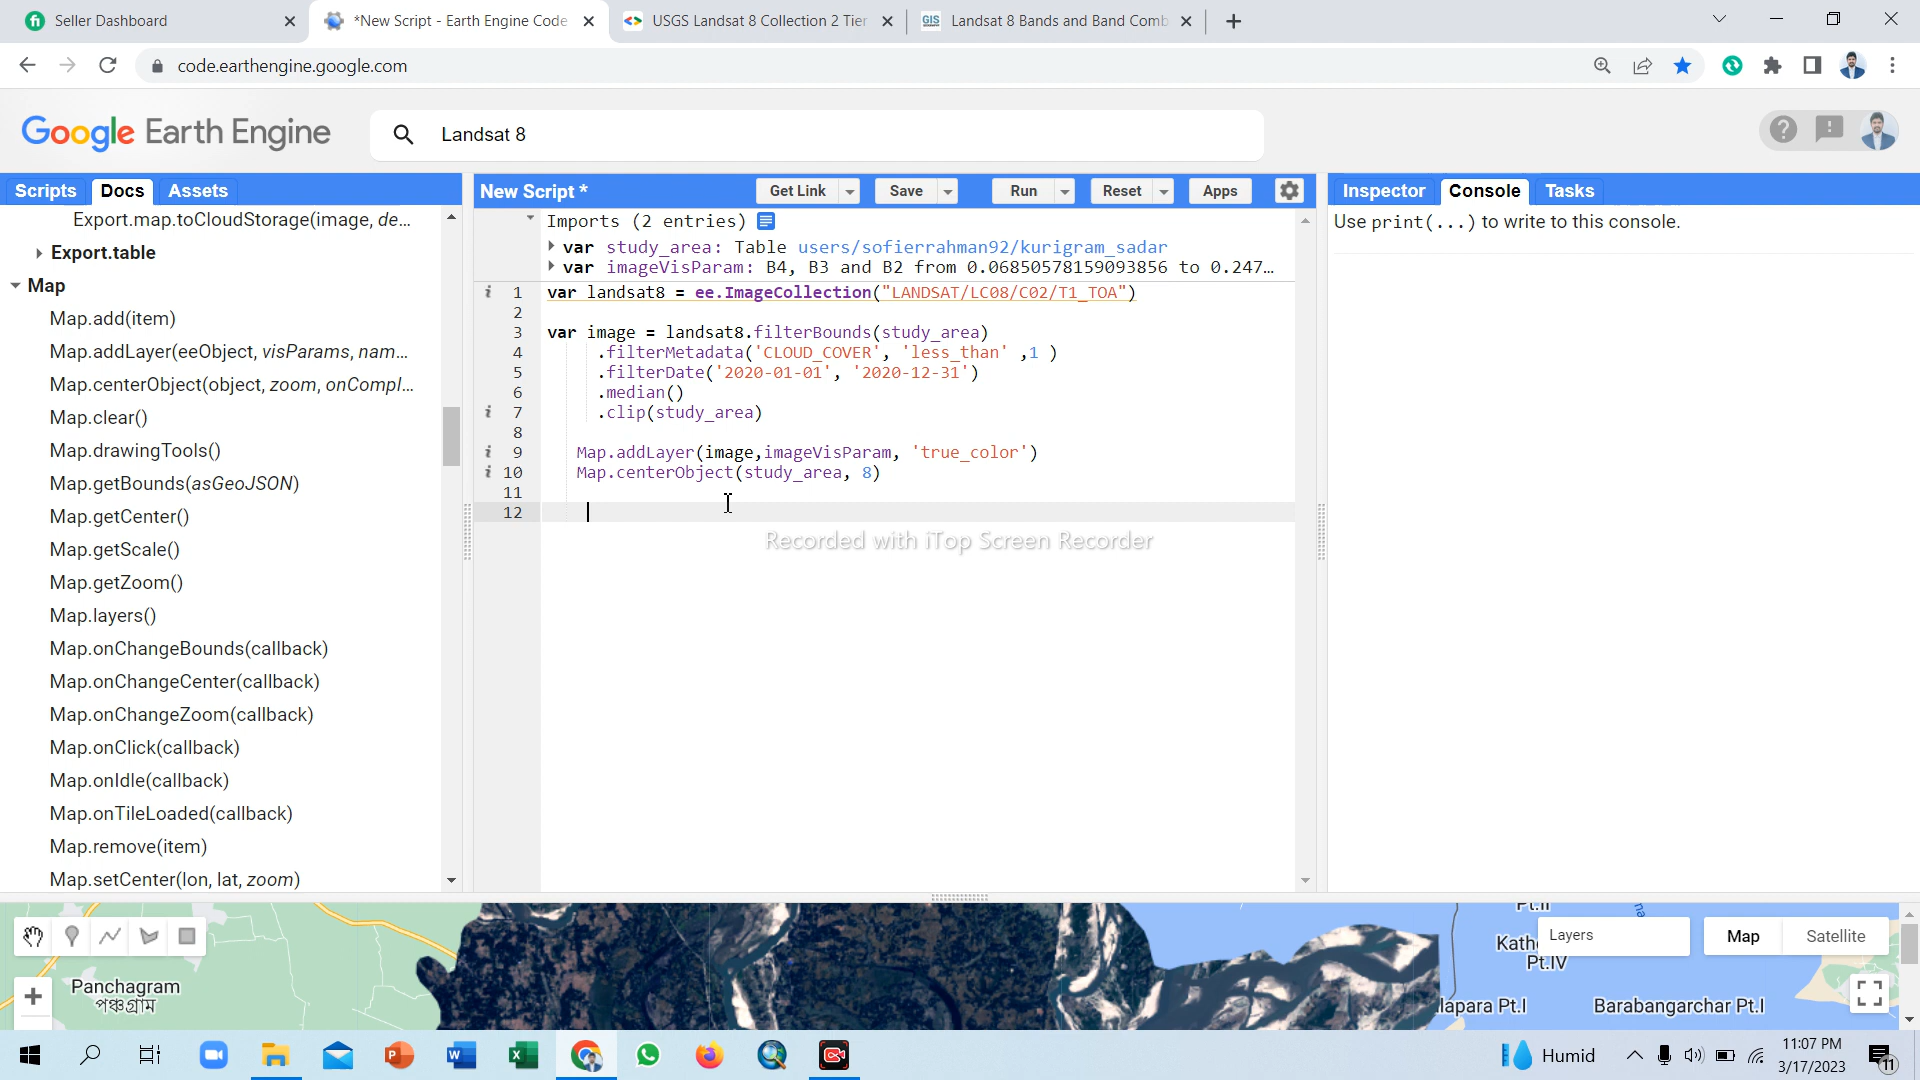 Seller Dashboard
*New Script - Earth Engine Code
USGS Landsat 8 Collection 2 Tier
GIS
Landsat 8 Bands and Band Comb
code.earthengine.google.com
Google Earth Engine
Landsat 8
Scripts
Docs
Assets
Export.map.toCloudStorage(image, de...
Export.table
Map
Map.add(item)
Map.addLayer(eeObject, visParams, nam...
Map.centerObject(object, zoom, onCompl...
Map.clear()
Map.drawingTools()
Map.getBounds(asGeoJSON)
Map.getCenter()
Map.getScale()
Map.getZoom()
Map.layers()
Map.onChangeBounds(callback)
Map.onChangeCenter(callback)
Map.onChangeZoom(callback)
Map.onClick(callback)
Map.onIdle(callback)
Map.onTileLoaded(callback)
Map.remove(item)
Map.setCenter(lon, lat, zoom)
New Script *
Get Link
Save
Run
Reset
Apps
Imports (2 entries)
var study_area: Table users/sofierrahman92/kurigram_sadar
var imageVisParam: B4, B3 and B2 from 0.06850578159093856 to 0.247...
1 var landsat8 = ee.ImageCollection("LANDSAT/LC08/C02/T1_TOA")
2
3 var image = landsat8.filterBounds(study_area)
4 .filterMetadata('CLOUD_COVER', 'less_than' ,1 )
5 .filterDate('2020-01-01', '2020-12-31')
6 .median()
7 .clip(study_area)
8
9 Map.addLayer(image,imageVisParam, 'true_color')
10 Map.centerObject(study_area, 8)
11
12
Recorded with iTop Screen Recorder
Inspector
Console
Tasks
Use print(...) to write to this console.
Panchagram
পঞ্চগ্রাম
Pt.II
Kath
Pt.IV
lapara Pt.I
Barabangarchar Pt.I
Layers
Map
Satellite
Humid
11:07 PM
3/17/2023
11